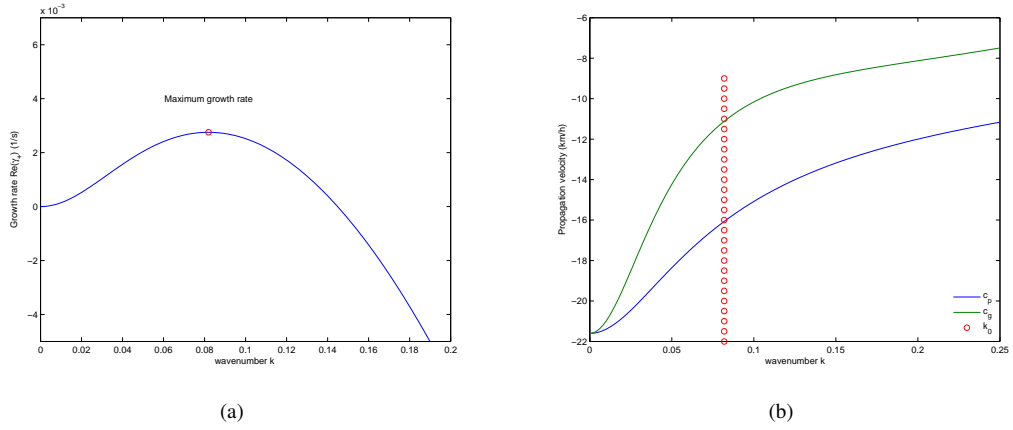 x 10⁻³
6
4
2
0
−2
−4
0
0.02
0.04
0.06
0.08
0.1
0.12
0.14
0.16
0.18
0.2
wavenumber k
Growth rate Re(γ₊) (1/s)
Maximum growth rate
(a)
−6
−8
−10
−12
−14
−16
−18
−20
−22
0
0.05
0.1
0.15
0.2
0.25
wavenumber k
Propagation velocity (km/h)
c_p
c_g
k_0
(b)